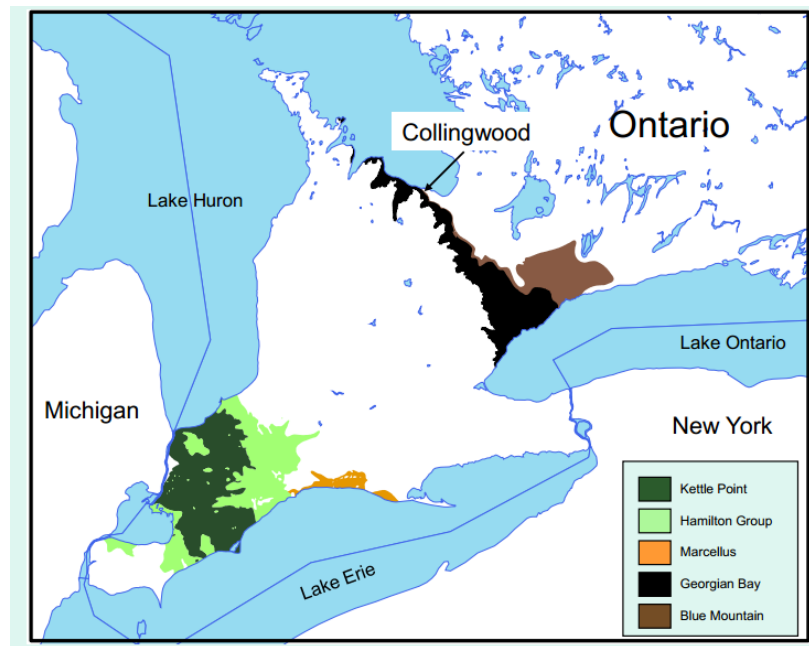 Collingwood
Ontario
Lake Huron
Lake Ontario
Michigan
New York
Lake Erie
Kettle Point
Hamilton Group
Marcellus
Georgian Bay
Blue Mountain